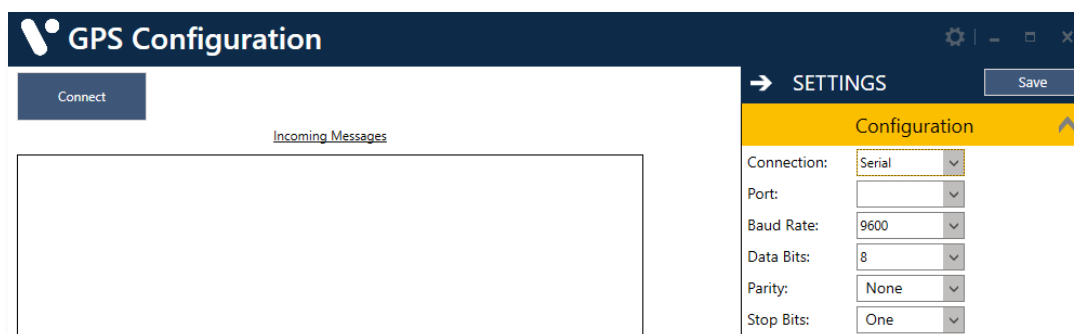 GPS Configuration
Connect
Incoming Messages
SETTINGS
Save
Configuration
Connection: Serial
Port:
Baud Rate: 9600
Data Bits: 8
Parity: None
Stop Bits: One